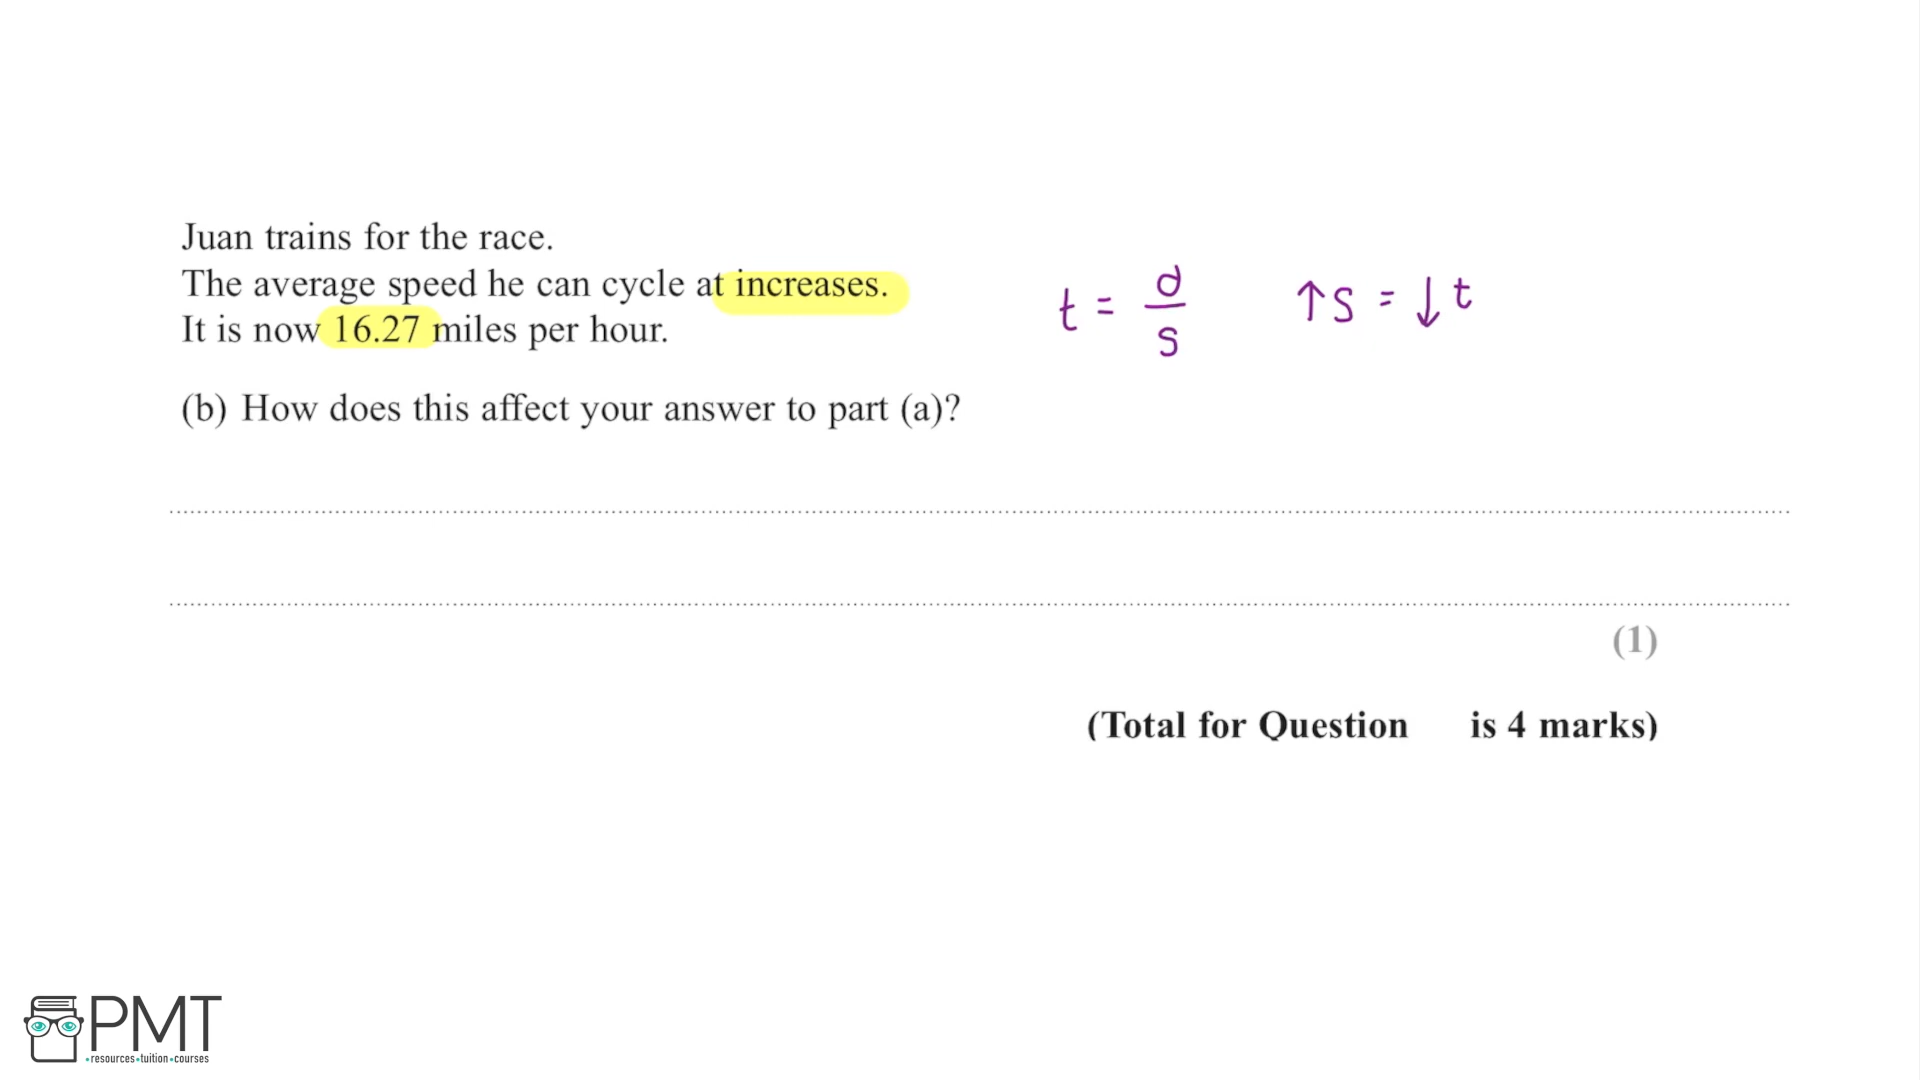 Juan trains for the race.
The average speed he can cycle at increases.
It is now 16.27 miles per hour.
t = d/s
↑s = ↓t
(b) How does this affect your answer to part (a)?
(1)
(Total for Question is 4 marks)
PMT
•resources•tuition•courses